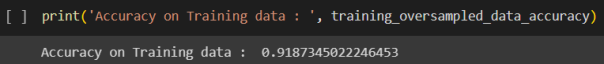 [ ] print('Accuracy on Training data : ', training_oversampled_data_accuracy)
Accuracy on Training data :  0.9187345022246453